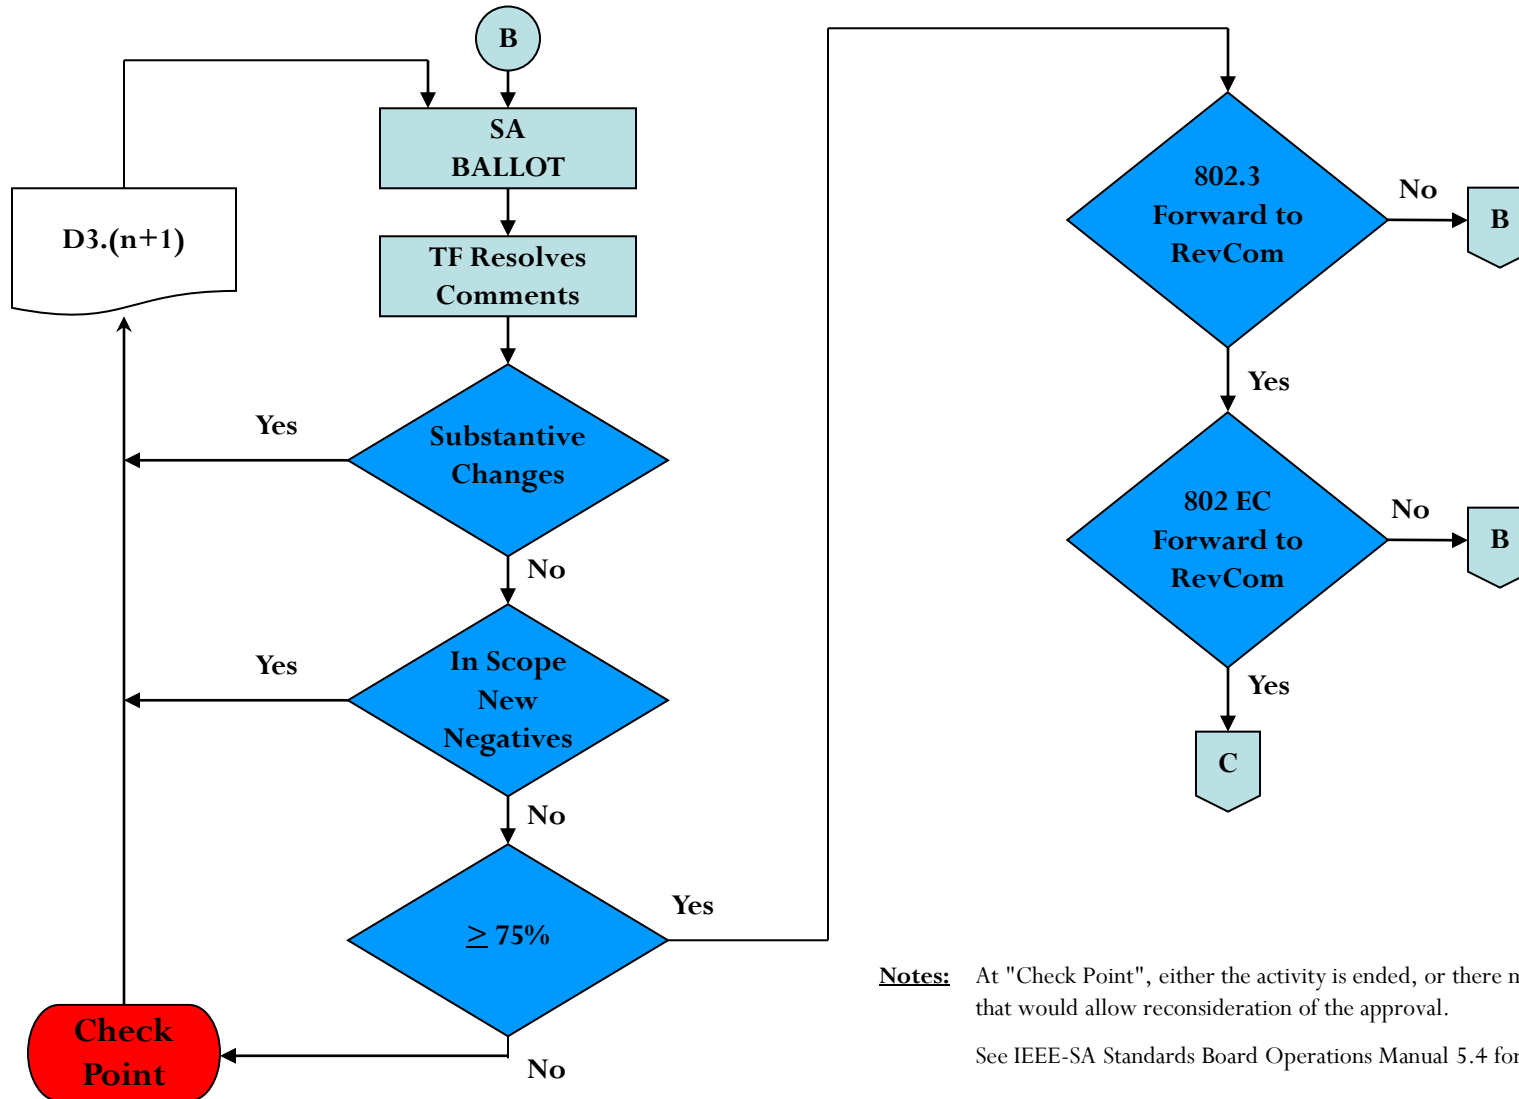 B
SA
BALLOT
D3.(n+1)
TF Resolves
Comments
Yes
Substantive
Changes
No
Yes
In Scope
New
Negatives
No
≥ 75%
Yes
Check
Point
No
802.3
Forward to
RevCom
No
B
Yes
802 EC
Forward to
RevCom
No
B
Yes
C
Notes: At "Check Point", either the activity is ended, or there
that would allow reconsideration of the approval.
See IEEE-SA Standards Board Operations Manual 5.4 for